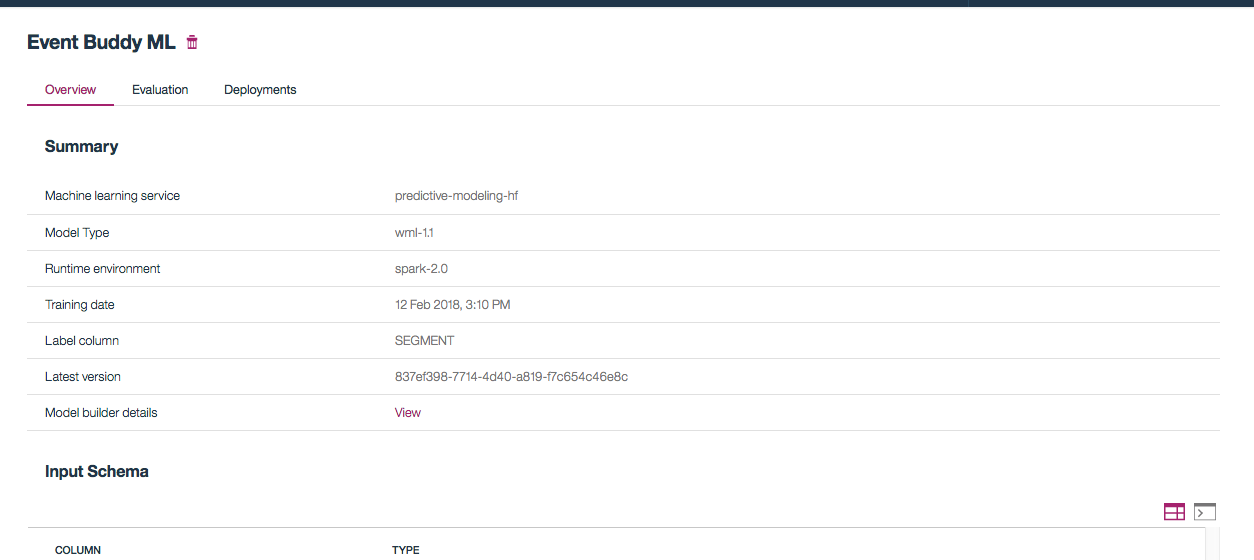 Event Buddy ML
Overview Evaluation Deployments
Summary
Machine learning service predictive-modeling-hf
Model Type wml-1.1
Runtime environment spark-2.0
Training date 12 Feb 2018, 3:10 PM
Label column SEGMENT
Latest version 837ef398-7714-4d40-a819-f7c654c46e8c
Model builder details View
Input Schema
COLUMN TYPE